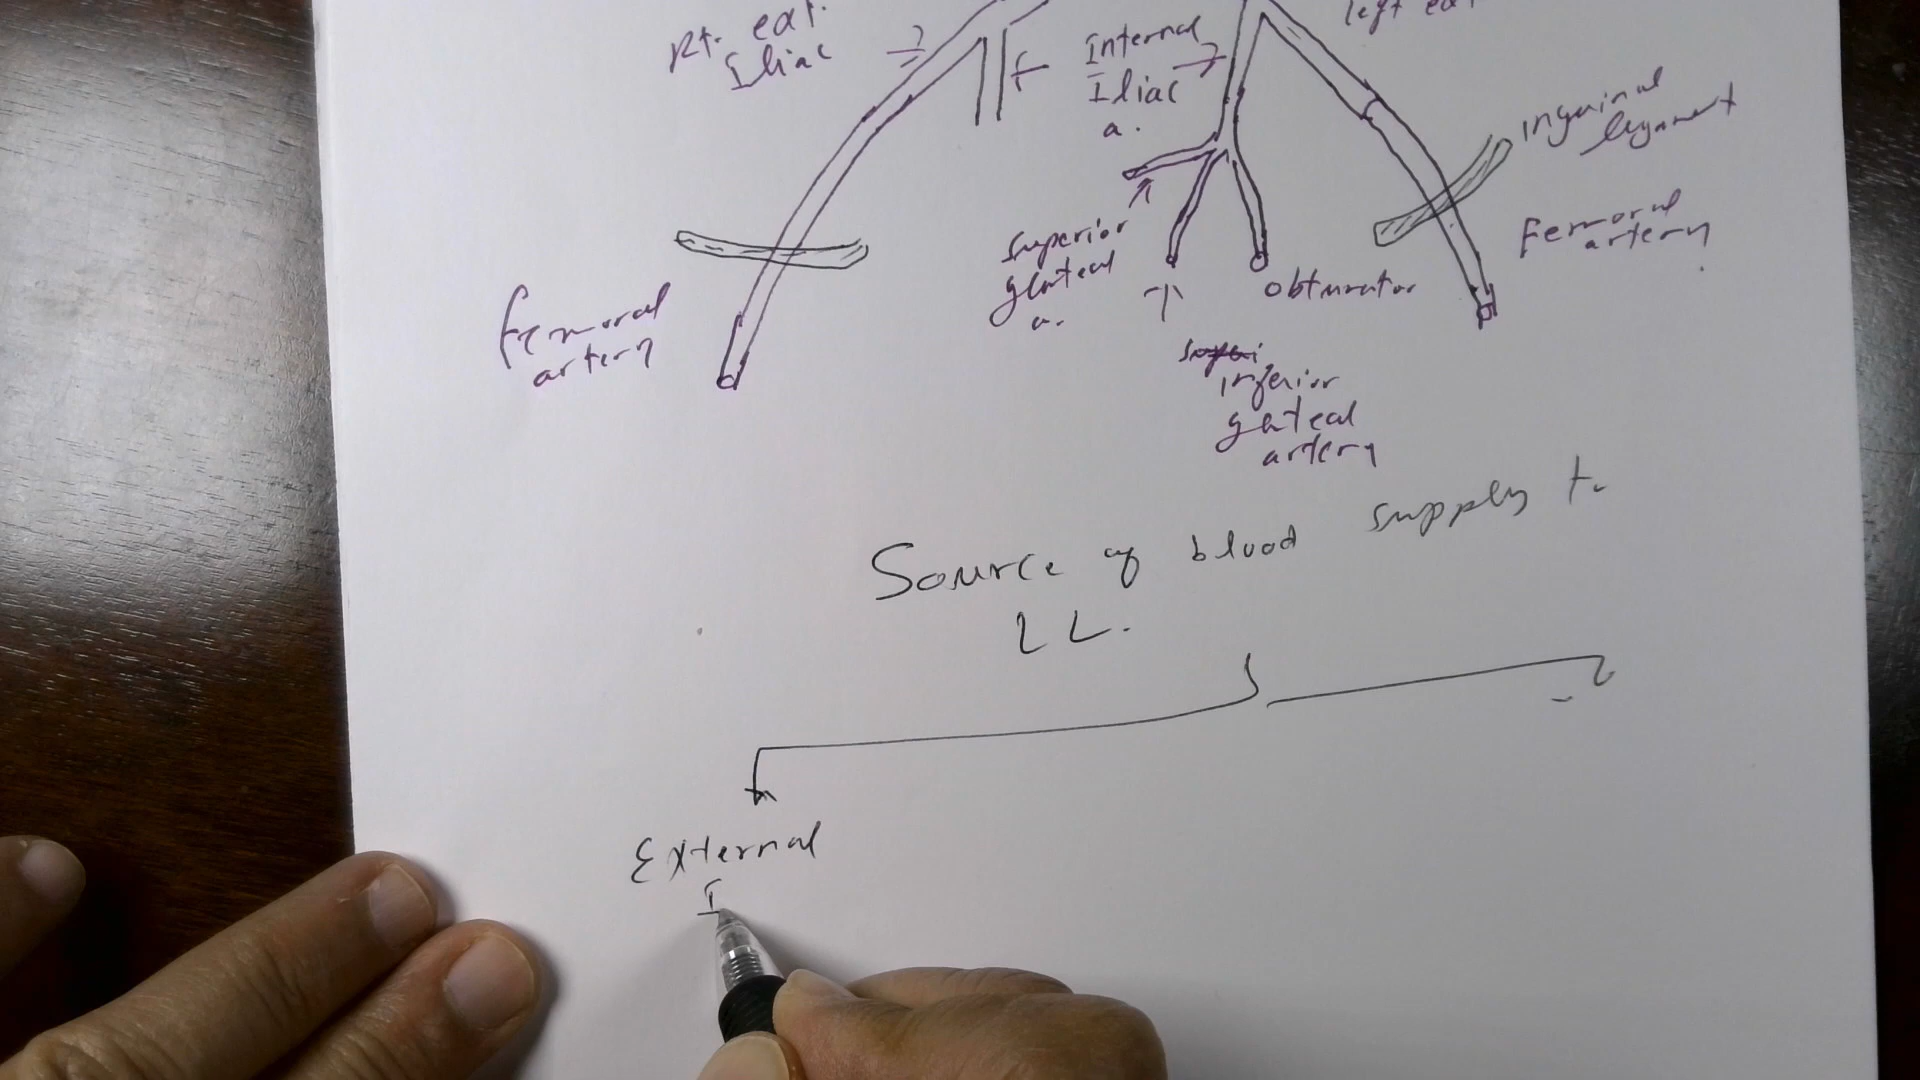 Rt. ext.
Iliac
Internal
Iliac
a.
left ext
inguinal
ligament
Femoral
artery
superior
gluteal
a.
obturator
Femoral
artery
inferior
gluteal
artery
Source of blood supply to
LL.
External
I